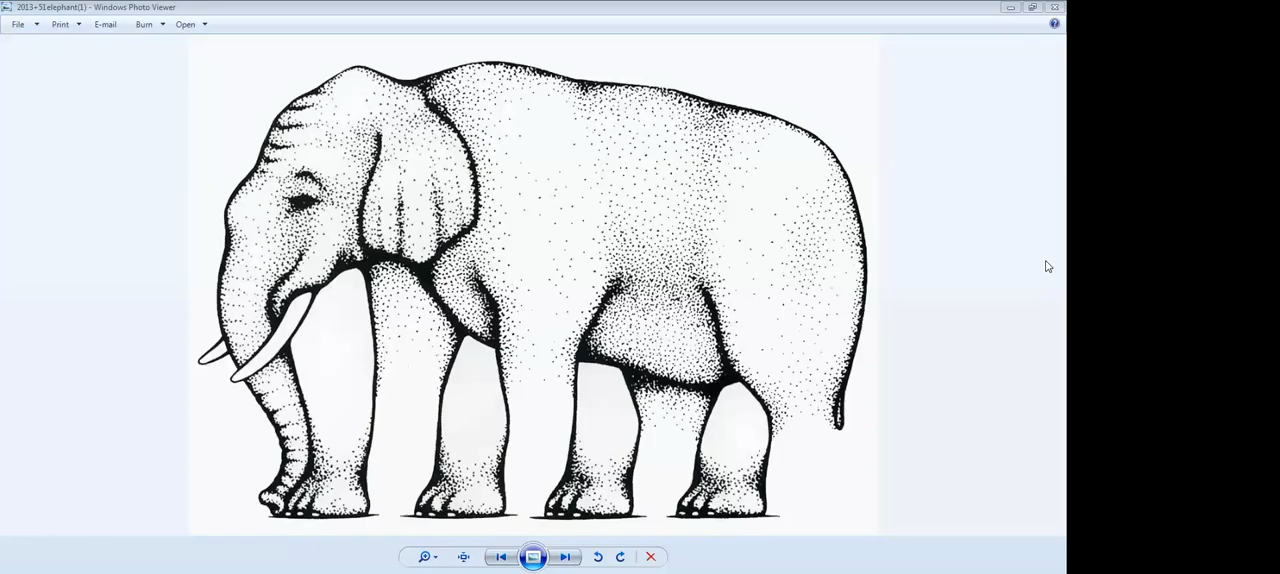 2013+51elephant(1) - Windows Photo Viewer
File Print E-mail Burn Open